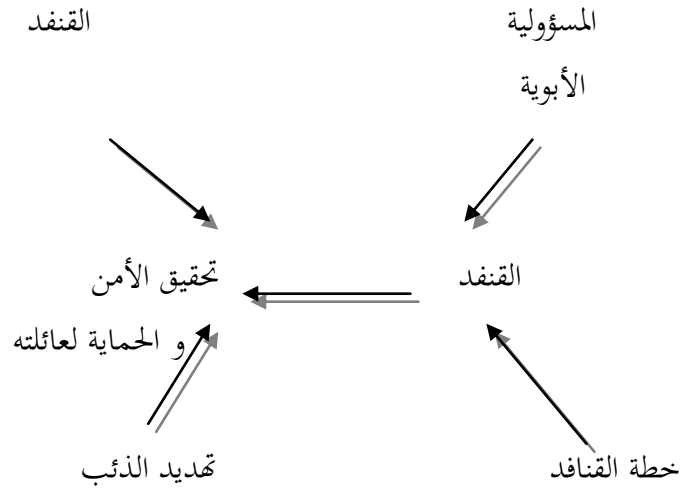 المسؤولية
الأبوية
القنفد
القنفد
تحقيق الأمن
و الحماية لعائلته
خطة القنافد
تهديد الذئب